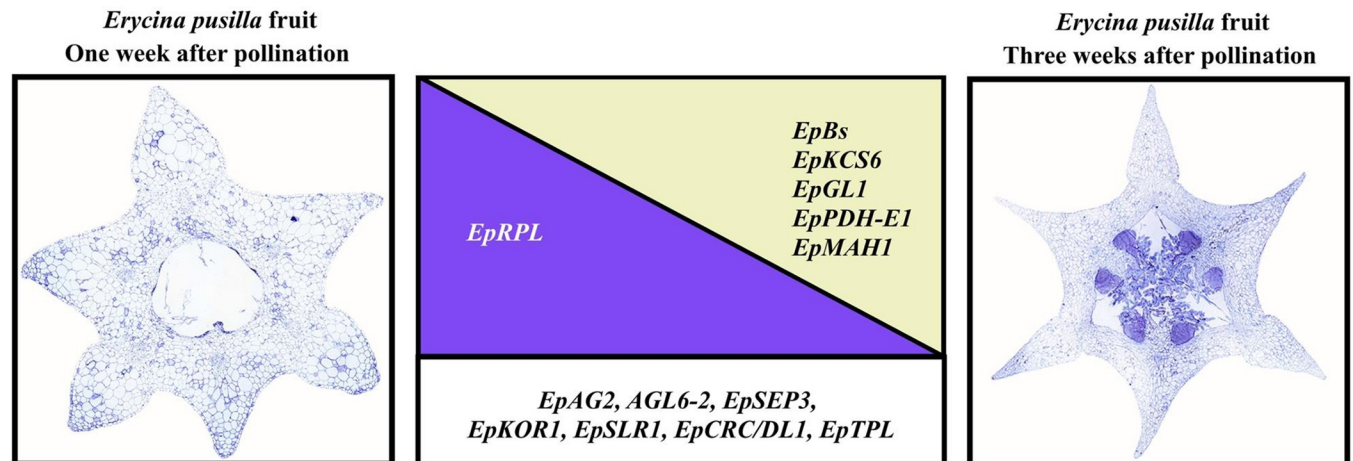 Erycina pusilla fruit
One week after pollination
Erycina pusilla fruit
Three weeks after pollination
EpRPL
EpBs
EpKCS6
EpGL1
EpPDH-E1
EpMAH1
EpAG2, AGL6-2, EpSEP3,
EpKOR1, EpSLR1, EpCRC/DL1, EpTPL